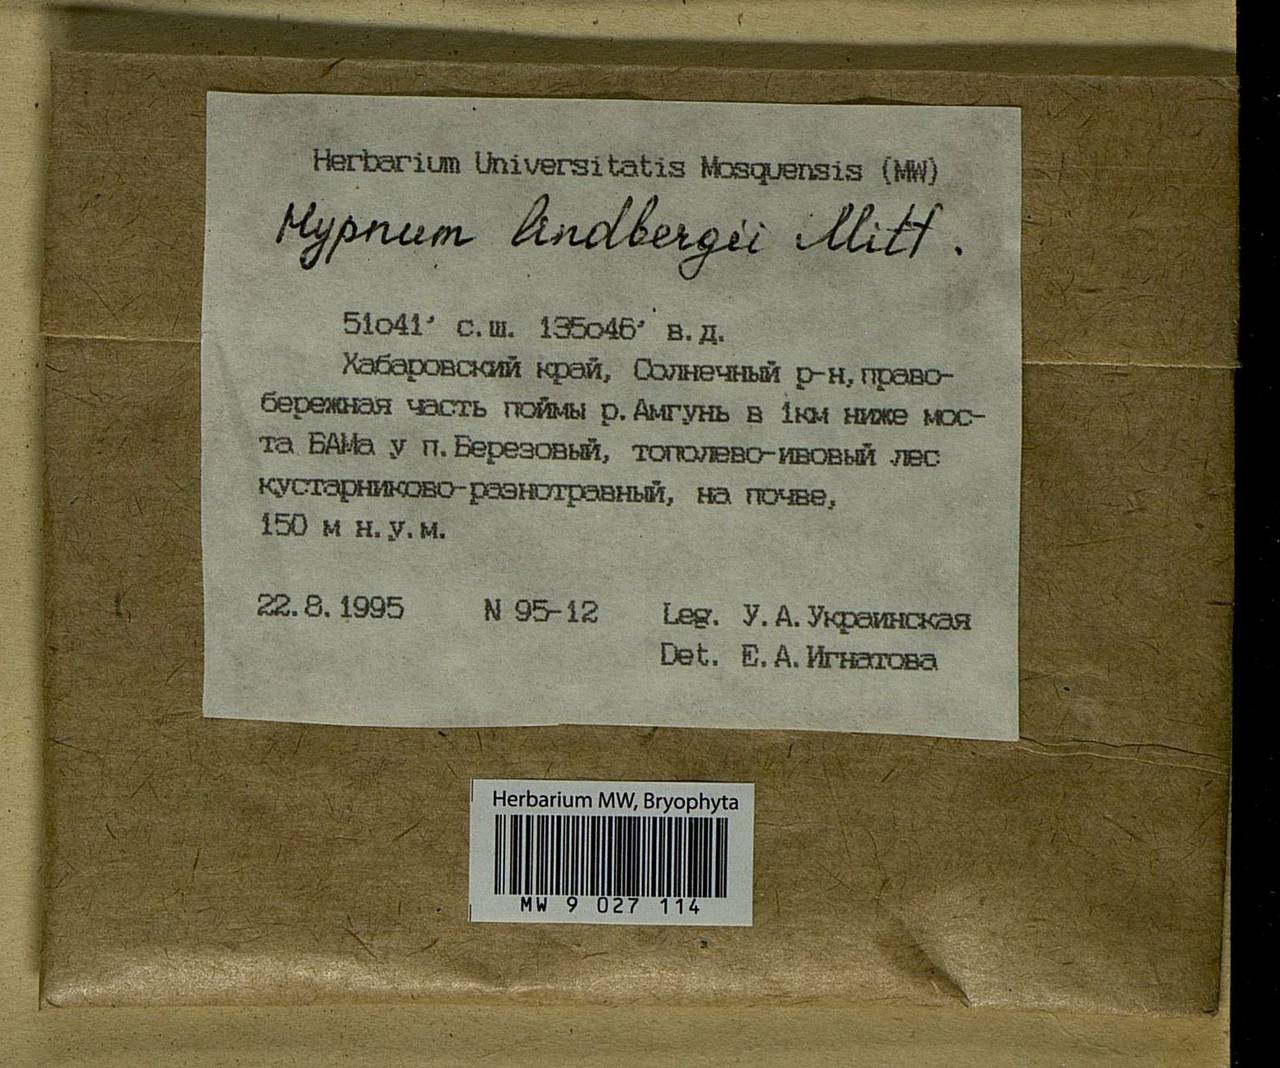 Herbarium Universitatis Mosquensis (MW)
Hypnum lindbergii Mitt.
51o41' с.ш. 135o46' в.д.
Хабаровский край, Солнечный р-н, право-
бережная часть поймы р.Амгунь в 1км ниже мос-
та БАМа у п.Березовый, тополево-ивовый лес
кустарниково-разнотравный, на почве,
150 м н.у.м.
22.8.1995 N 95-12 Leg. У.А.Украинская
Det. Е.А.Игнатова
Herbarium MW, Bryophyta
MW 9 027 114